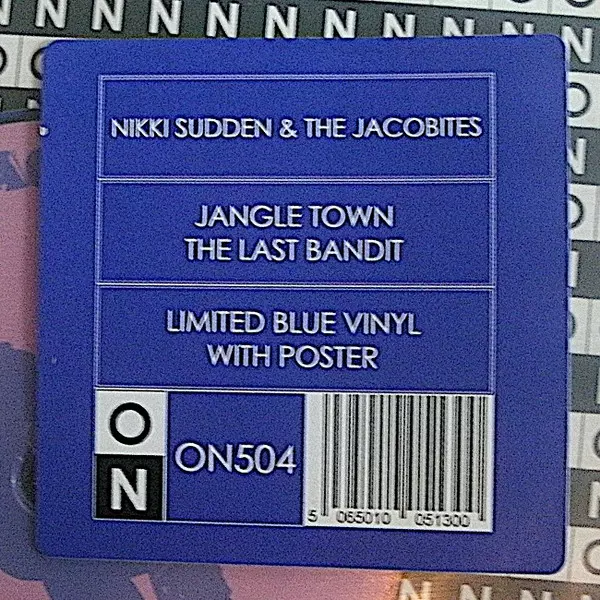 NIKKI SUDDEN & THE JACOBITES
JANGLE TOWN
THE LAST BANDIT
LIMITED BLUE VINYL
WITH POSTER
O
N
ON504
5 065010 051300